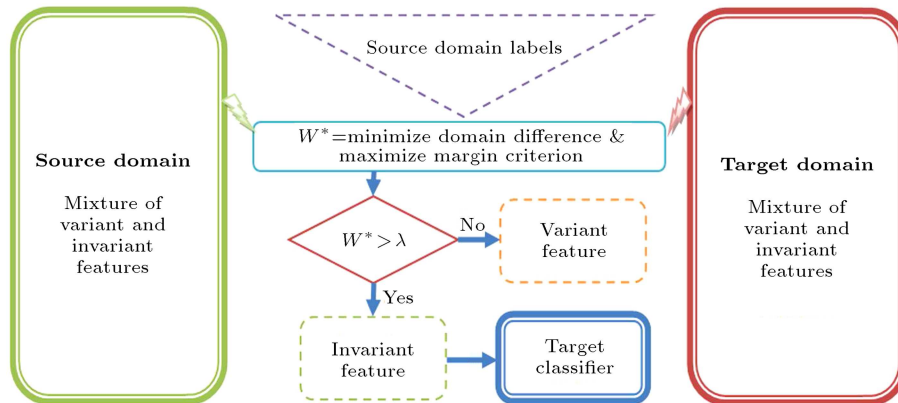 Source domain labels
W*=minimize domain difference &
maximize margin criterion
Source domain
Mixture of
variant and
invariant
features
Target domain
Mixture of
variant and
invariant
features
W*>λ
No
Variant
feature
Yes
Invariant
feature
Target
classifier